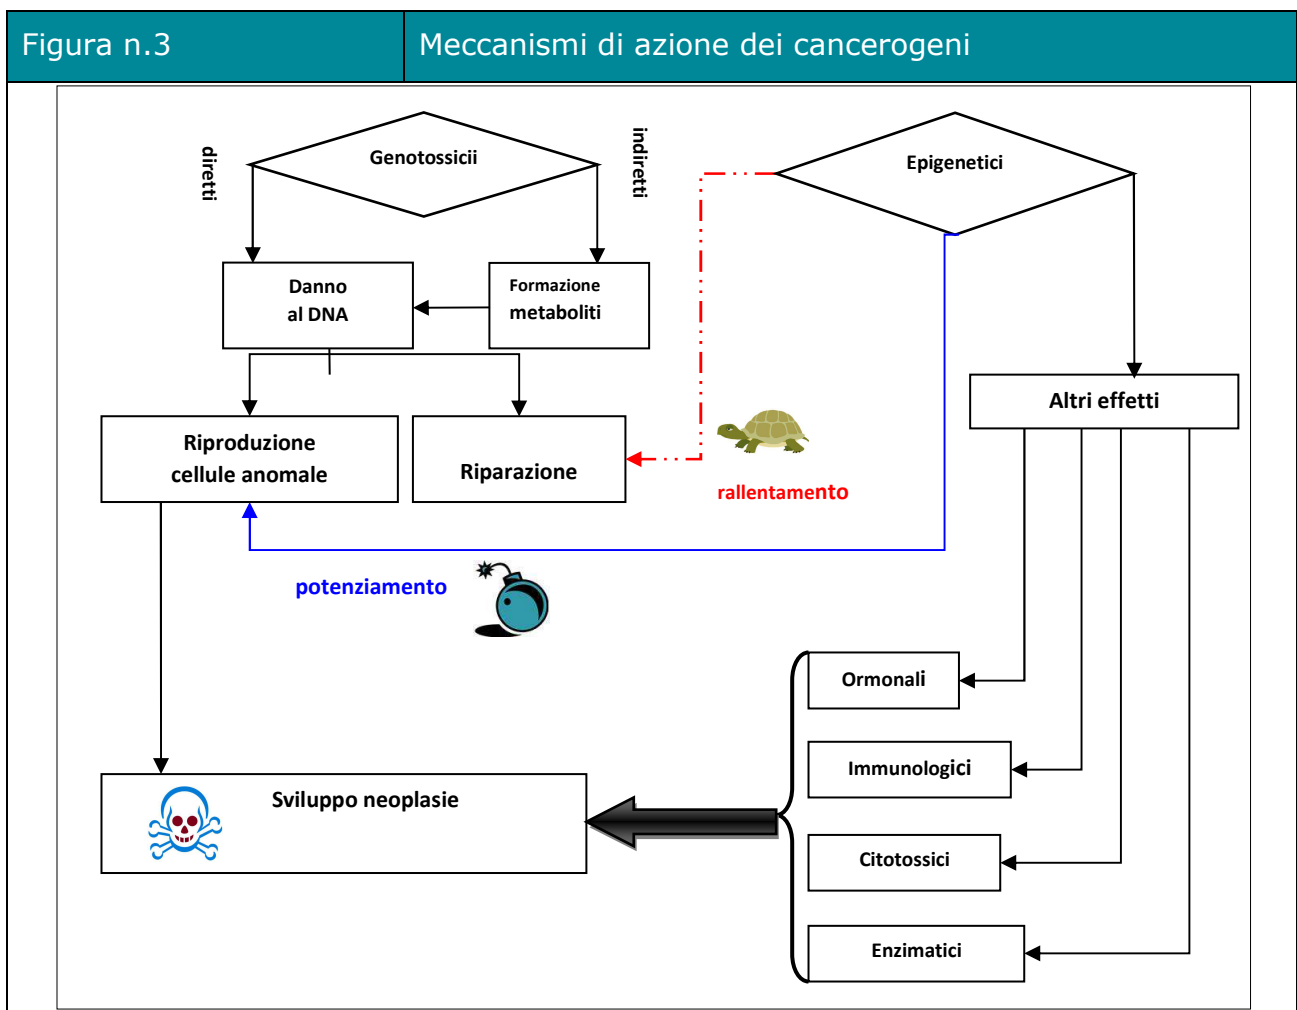 Figura n.3
Meccanismi di azione dei cancerogeni
diretti
Genotossicii
indiretti
Epigenetici
Danno
al DNA
Formazione
metaboliti
Altri effetti
Riproduzione
cellule anomale
Riparazione
rallentamento
potenziamento
Ormonali
Immunologici
Sviluppo neoplasie
Citotossici
Enzimatici